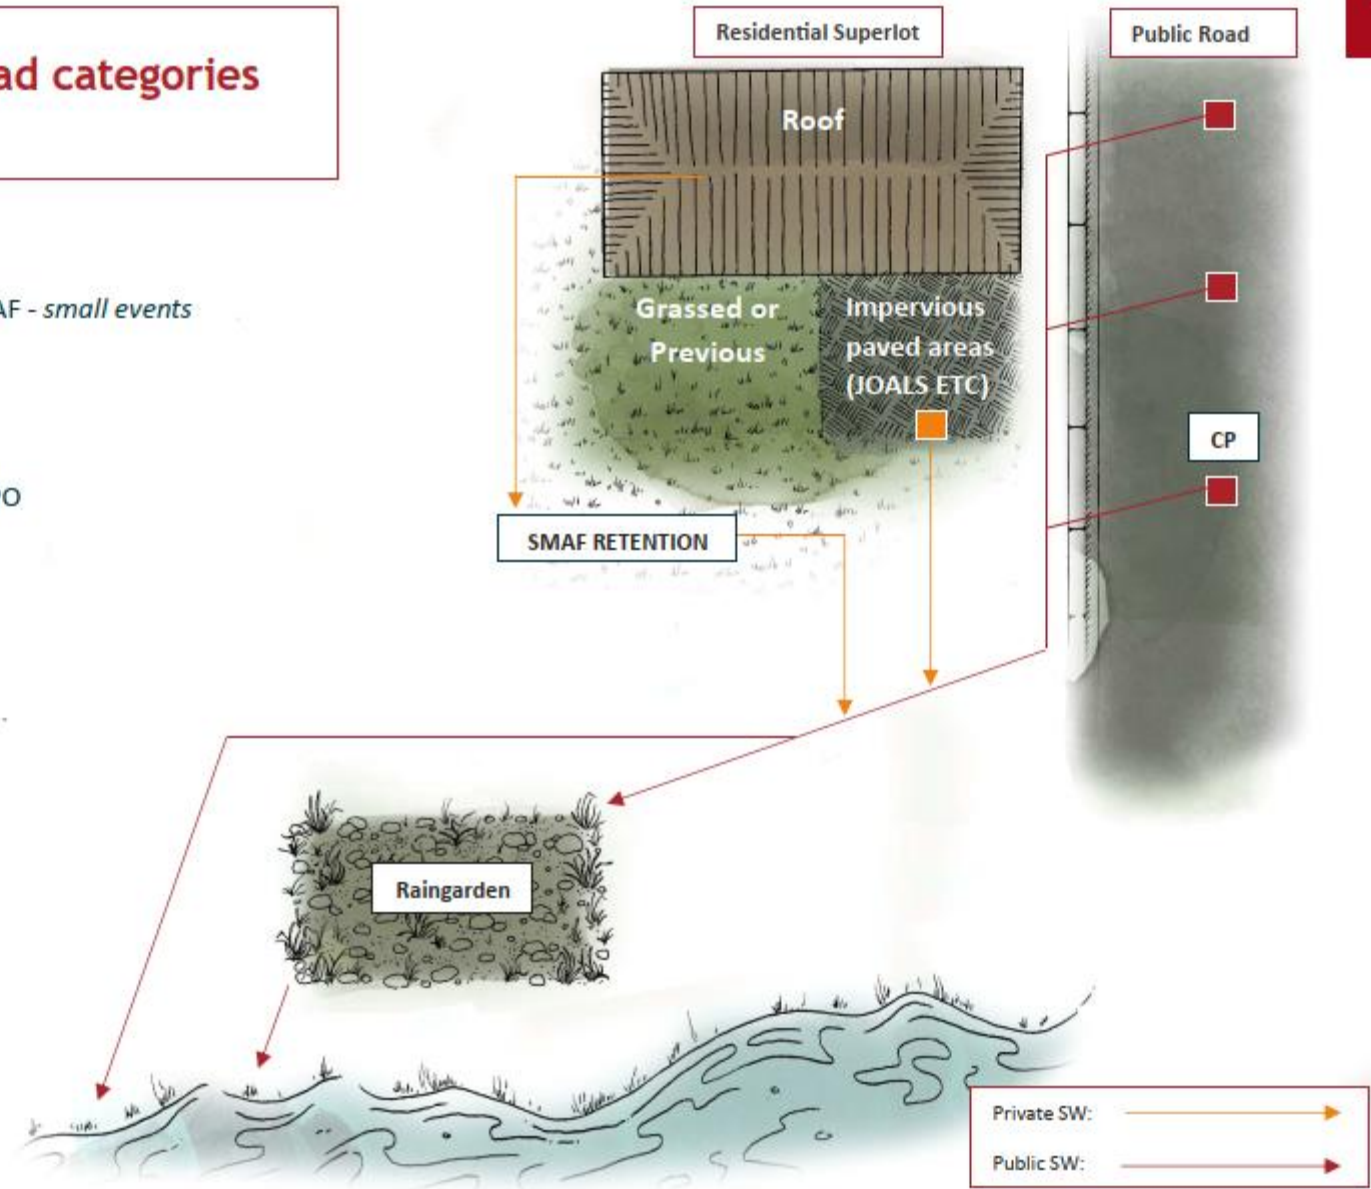 ad categories
AF - small events
Residential Superlot
Public Road
Roof
Grassed or
Previous
Impervious
paved areas
(JOALS ETC)
CP
SMAF RETENTION
Raingarden
Private SW:
Public SW: